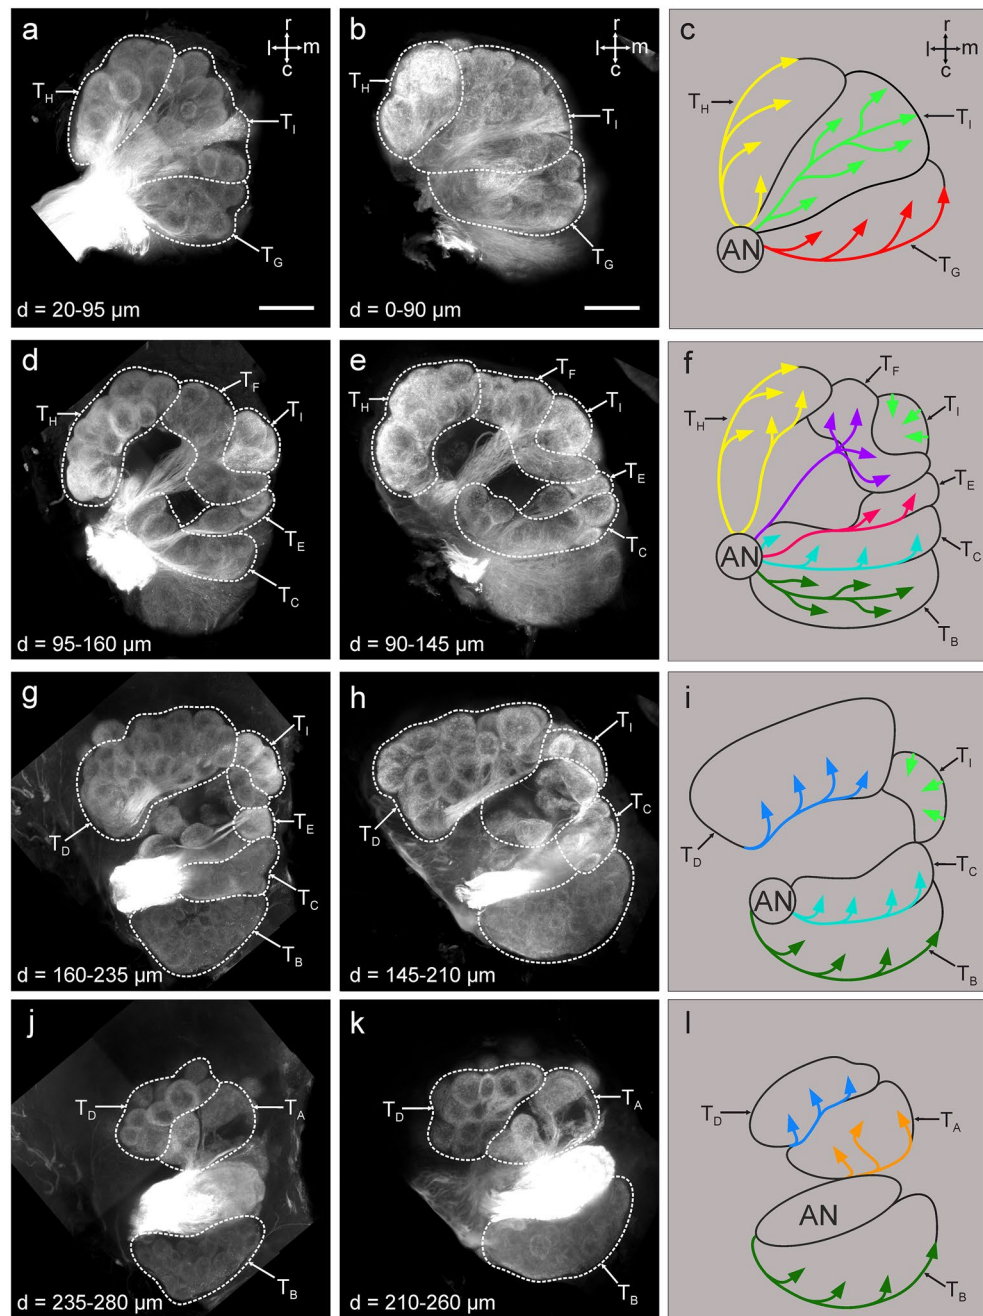 a
r
l m
c
T_H
T_I
T_G
d = 20-95 µm
b
r
l m
c
T_H
T_I
T_G
d = 0-90 µm
c
r
l m
c
T_H
T_I
AN
T_G
d
T_F
T_H
T_I
T_E
T_C
d = 95-160 µm
e
T_F
T_H
T_I
T_E
T_C
d = 90-145 µm
f
T_F
T_H
T_I
T_E
AN
T_C
T_B
g
T_I
T_E
T_D
T_C
T_B
d = 160-235 µm
h
T_I
T_C
T_D
T_B
d = 145-210 µm
i
T_I
T_D
T_C
AN
T_B
j
T_D
T_A
T_B
d = 235-280 µm
k
T_D
T_A
T_B
d = 210-260 µm
l
T_D
T_A
AN
T_B